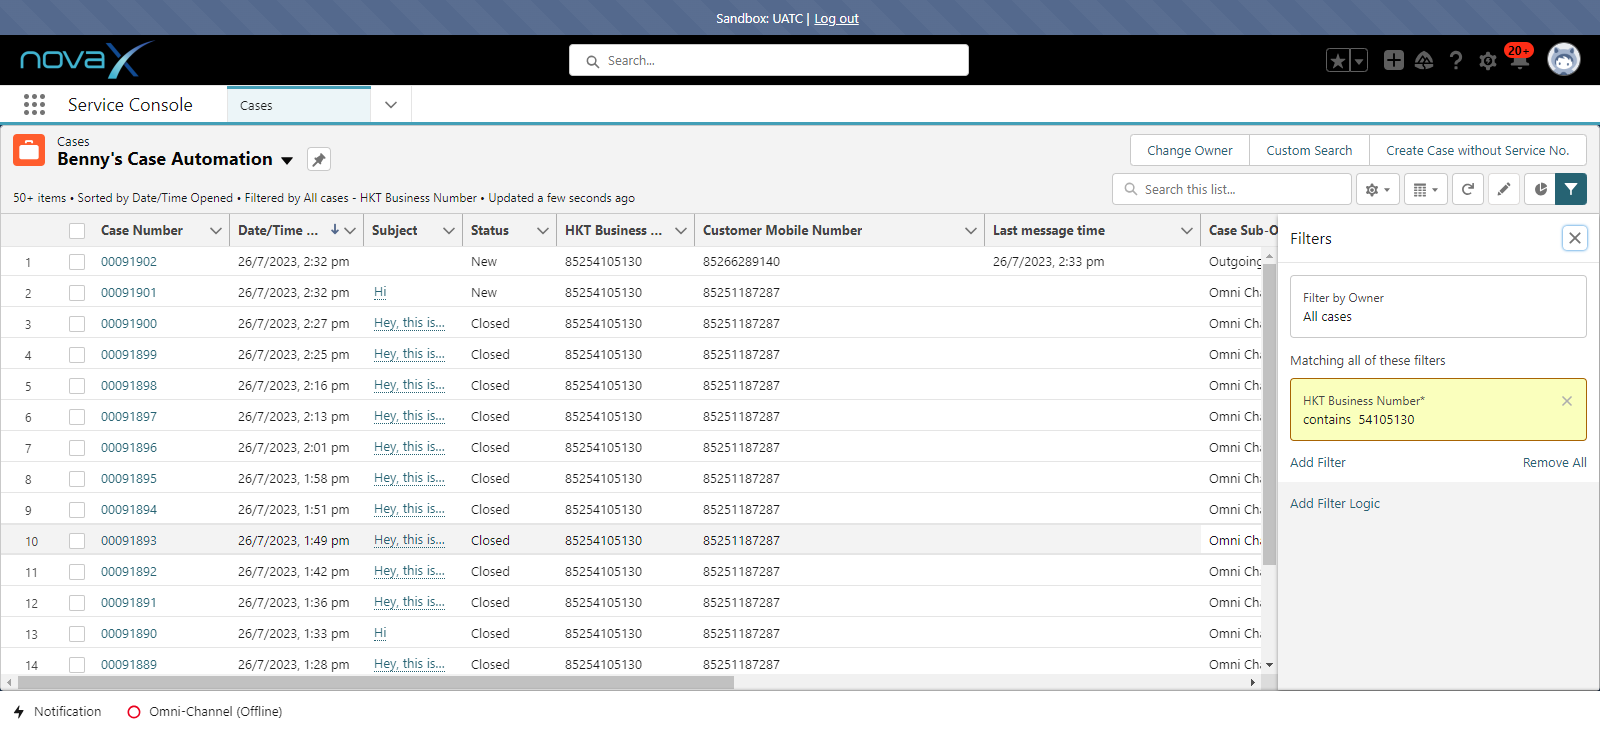 Sandbox: UATC | Log out
novaX
Search...
20+
Service Console
Cases
Cases
Benny's Case Automation
Change Owner
Custom Search
Create Case without Service No.
50+ items • Sorted by Date/Time Opened • Filtered by All cases - HKT Business Number • Updated a few seconds ago
Search this list...
Case Number Date/Time ... Subject Status HKT Business ... Customer Mobile Number Last message time Case Sub-O
1 00091902 26/7/2023, 2:32 pm New 85254105130 85266289140 26/7/2023, 2:33 pm Outgoing
2 00091901 26/7/2023, 2:32 pm Hi New 85254105130 85251187287 Omni Cha
3 00091900 26/7/2023, 2:27 pm Hey, this is... Closed 85254105130 85251187287 Omni Cha
4 00091899 26/7/2023, 2:25 pm Hey, this is... Closed 85254105130 85251187287 Omni Cha
5 00091898 26/7/2023, 2:16 pm Hey, this is... Closed 85254105130 85251187287 Omni Cha
6 00091897 26/7/2023, 2:13 pm Hey, this is... Closed 85254105130 85251187287 Omni Cha
7 00091896 26/7/2023, 2:01 pm Hey, this is... Closed 85254105130 85251187287 Omni Cha
8 00091895 26/7/2023, 1:58 pm Hey, this is... Closed 85254105130 85251187287 Omni Cha
9 00091894 26/7/2023, 1:51 pm Hey, this is... Closed 85254105130 85251187287 Omni Cha
10 00091893 26/7/2023, 1:49 pm Hey, this is... Closed 85254105130 85251187287 Omni Cha
11 00091892 26/7/2023, 1:42 pm Hey, this is... Closed 85254105130 85251187287 Omni Cha
12 00091891 26/7/2023, 1:36 pm Hey, this is... Closed 85254105130 85251187287 Omni Cha
13 00091890 26/7/2023, 1:33 pm Hi Closed 85254105130 85251187287 Omni Cha
14 00091889 26/7/2023, 1:28 pm Hey, this is... Closed 85254105130 85251187287 Omni Cha
Filters
Filter by Owner
All cases
Matching all of these filters
HKT Business Number*
contains 54105130
Add Filter
Remove All
Add Filter Logic
Notification
Omni-Channel (Offline)